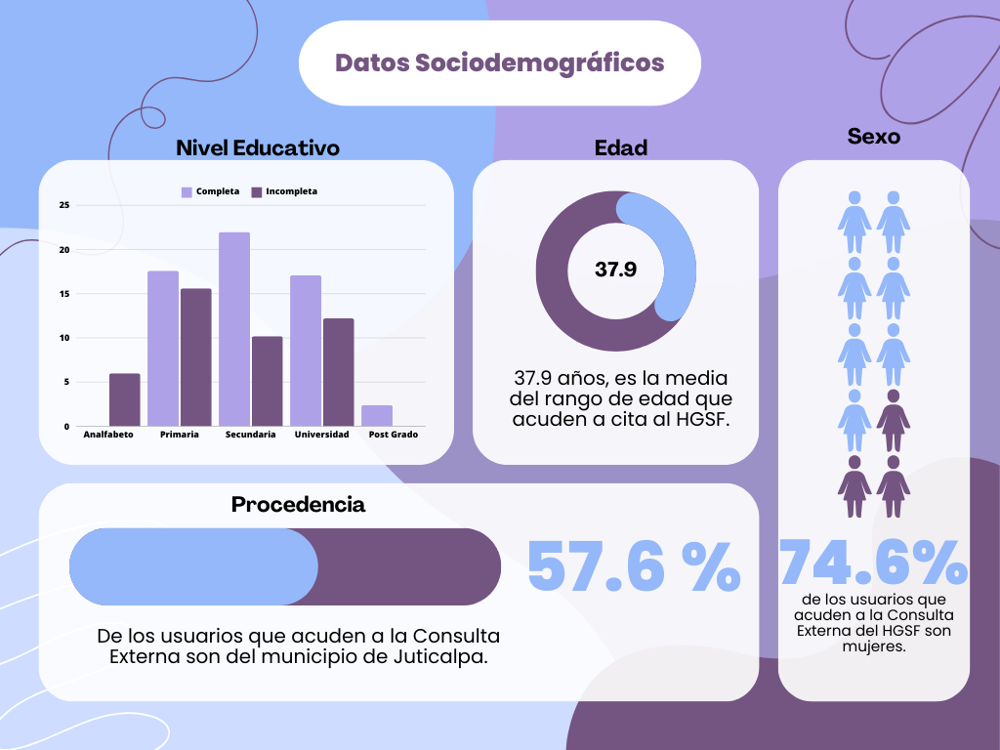 Datos Sociodemográficos
Nivel Educativo
Completa Incompleta
25
20
15
10
5
0
Analfabeto Primaria Secundaria Universidad Post Grado
Edad
37.9
37.9 años, es la media
del rango de edad que
acuden a cita al HGSF.
Sexo
74.6%
de los usuarios que
acuden a la Consulta
Externa del HGSF son
mujeres.
Procedencia
57.6 %
De los usuarios que acuden a la Consulta
Externa son del municipio de Juticalpa.